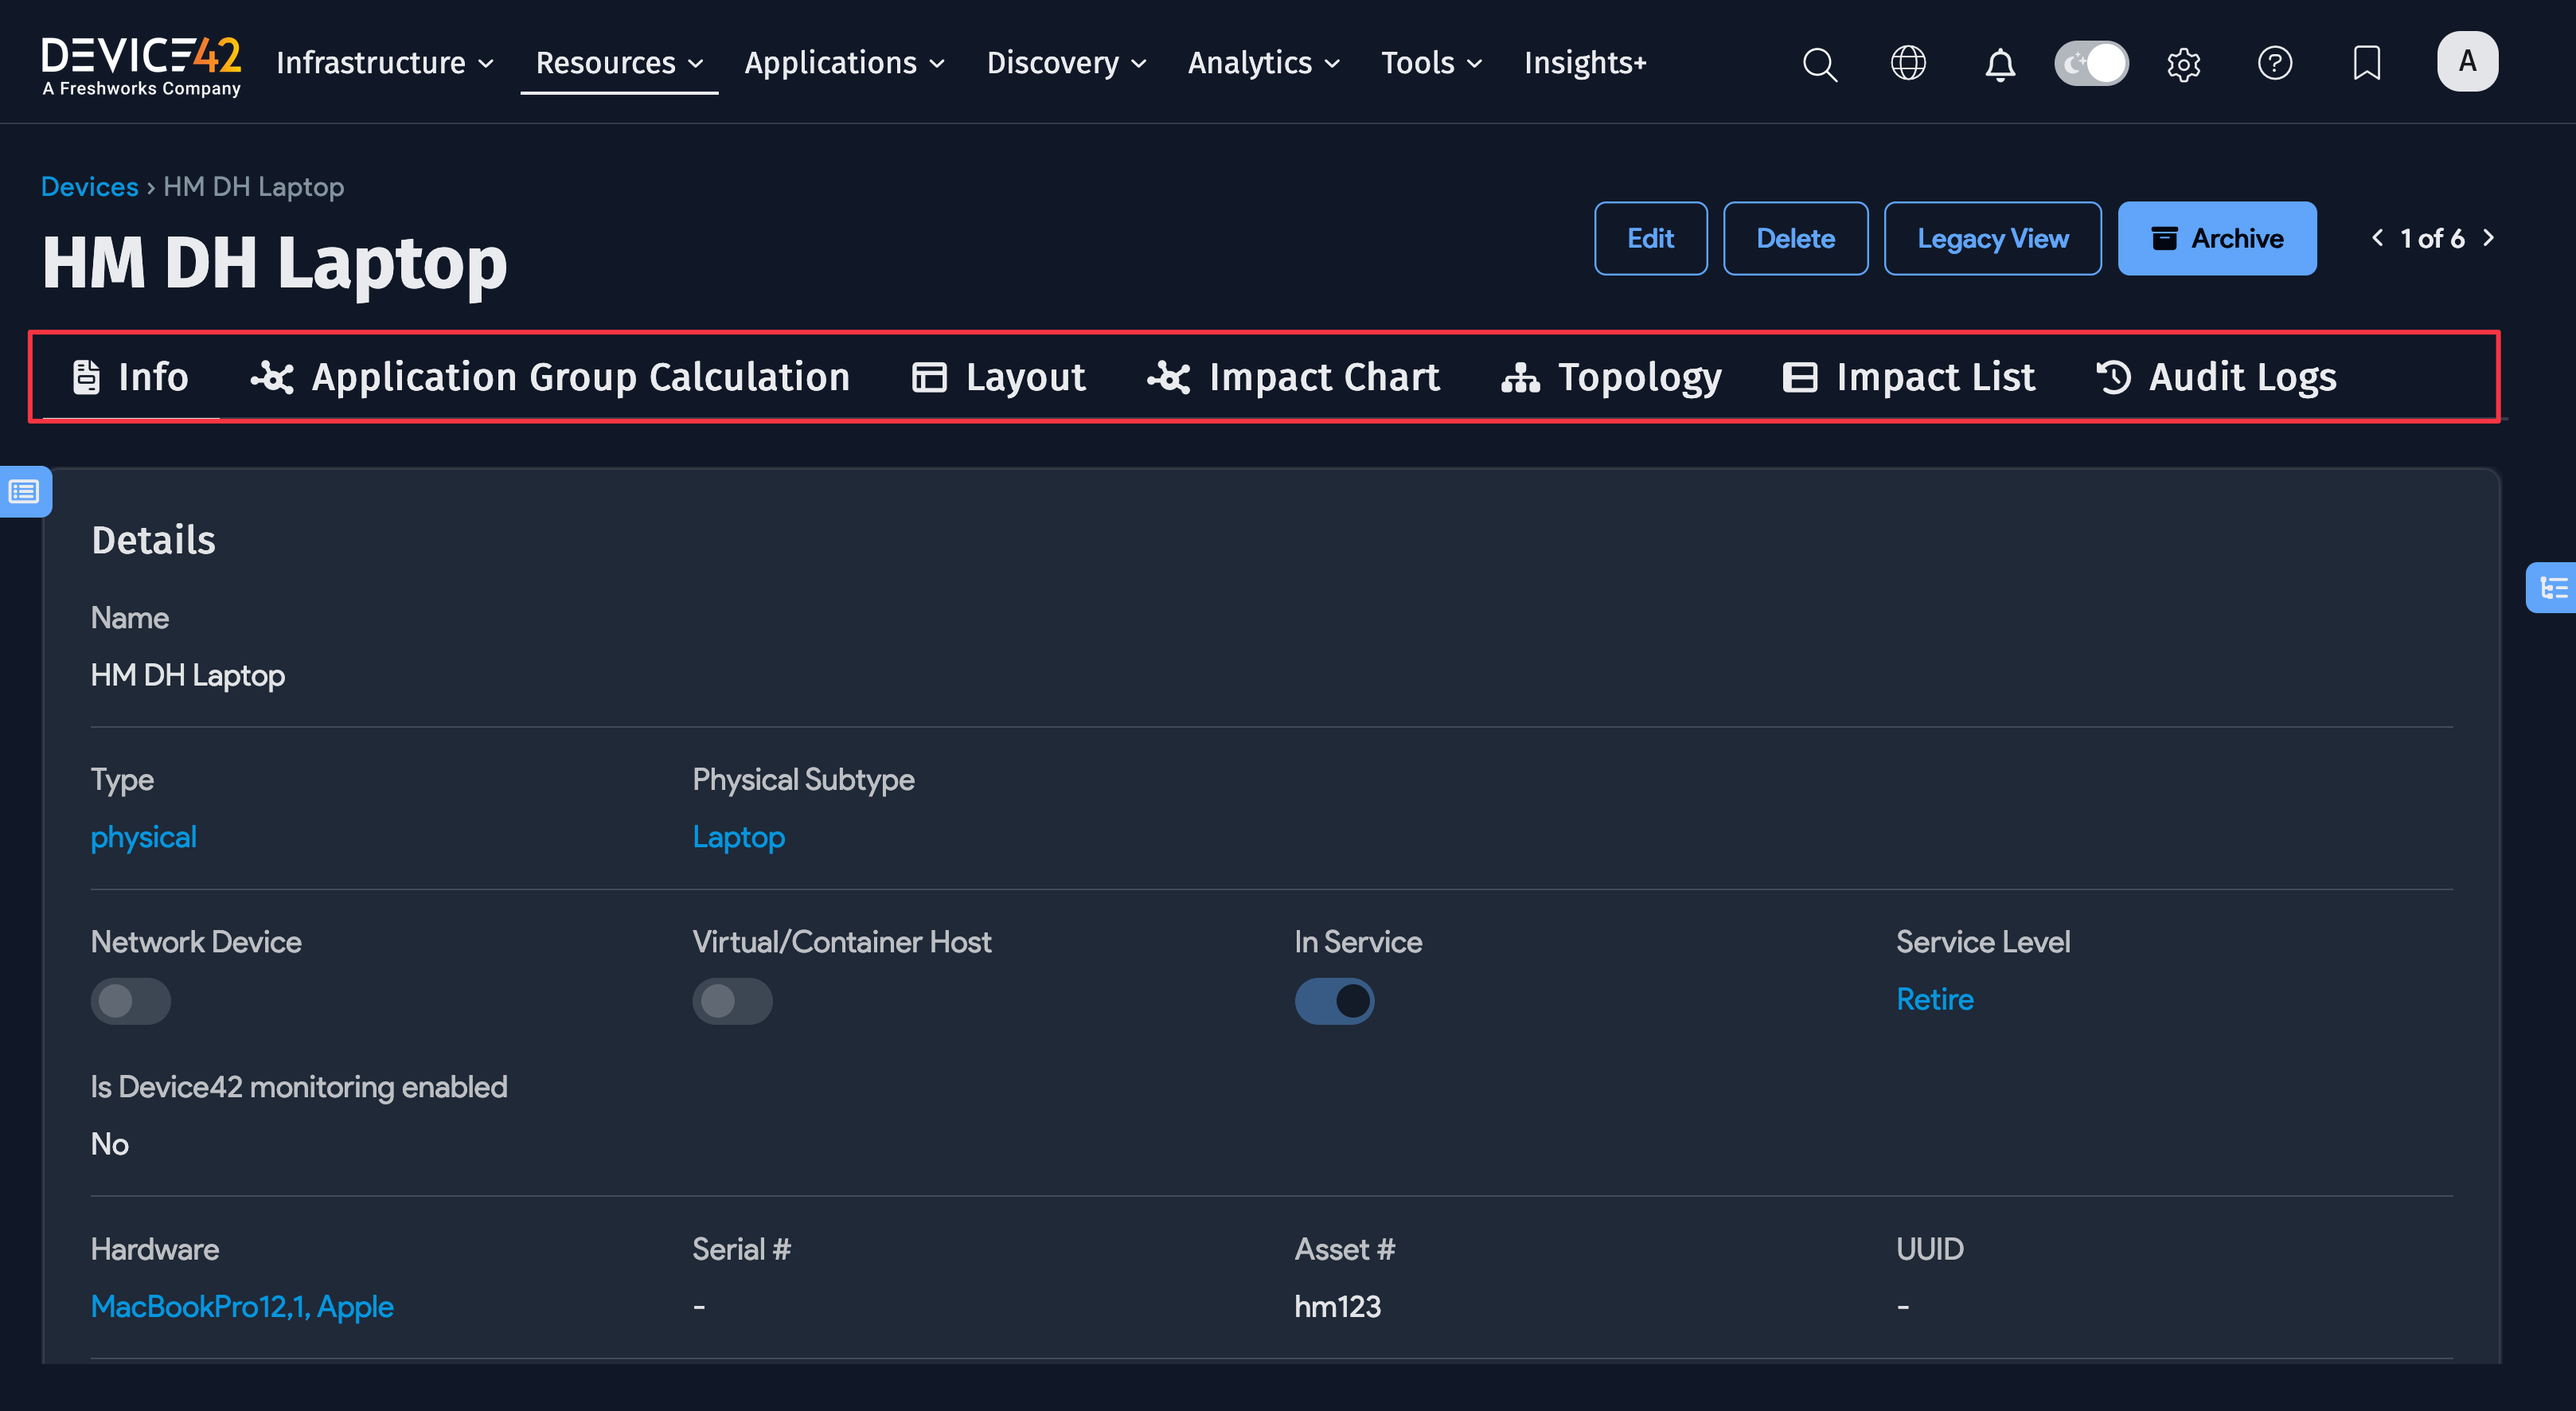 DEVICE42
A Freshworks Company
Infrastructure Resources Applications Discovery Analytics Tools Insights+
A
Devices › HM DH Laptop
HM DH Laptop
Edit Delete Legacy View Archive 1 of 6
Info Application Group Calculation Layout Impact Chart Topology Impact List Audit Logs
Details
Name
HM DH Laptop
Type Physical Subtype
physical Laptop
Network Device Virtual/Container Host In Service Service Level
Retire
Is Device42 monitoring enabled
No
Hardware Serial # Asset # UUID
MacBookPro12,1, Apple - hm123 -